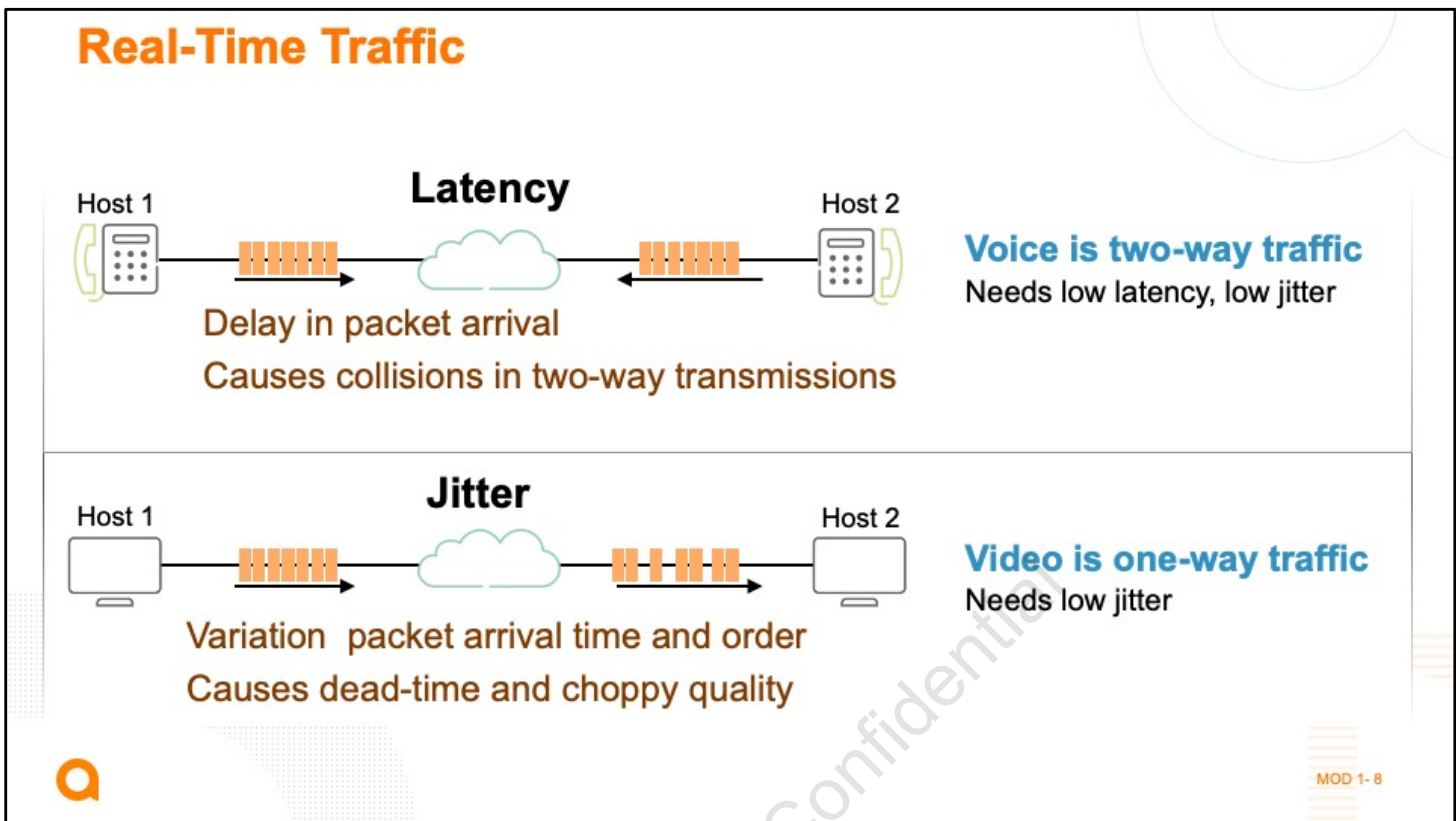 Real-Time Traffic
Latency
Host 1
Host 2
Voice is two-way traffic
Needs low latency, low jitter
Delay in packet arrival
Causes collisions in two-way transmissions
Jitter
Host 1
Host 2
Video is one-way traffic
Needs low jitter
Variation  packet arrival time and order
Causes dead-time and choppy quality
Confidential
MOD 1- 8